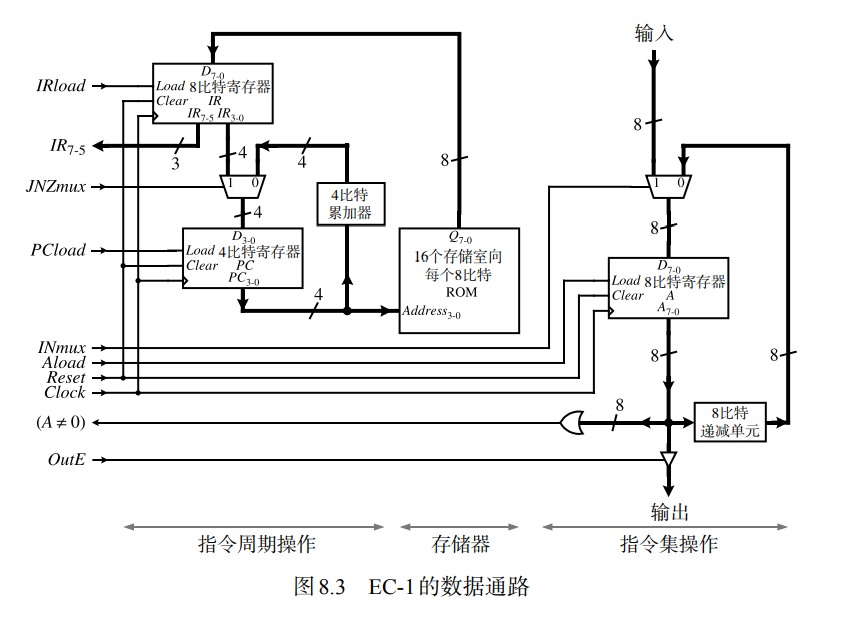 输入
D7-0
IRload
Load 8比特寄存器
Clear IR
IR7-5 IR3-0
8
IR7-5
3
4
4
8
JNZmux
1 0
4比特
累加器
1 0
4
8
D3-0
PCload
Load 4比特寄存器
Clear PC
PC3-0
Q7-0
16个存储室向
每个8比特
ROM
Address3-0
D7-0
Load 8比特寄存器
Clear A
A7-0
4
INmux
Aload
Reset
Clock
8
8
(A ≠ 0)
8
8比特
递减单元
OutE
输出
指令周期操作
存储器
指令集操作
图8.3 EC-1的数据通路